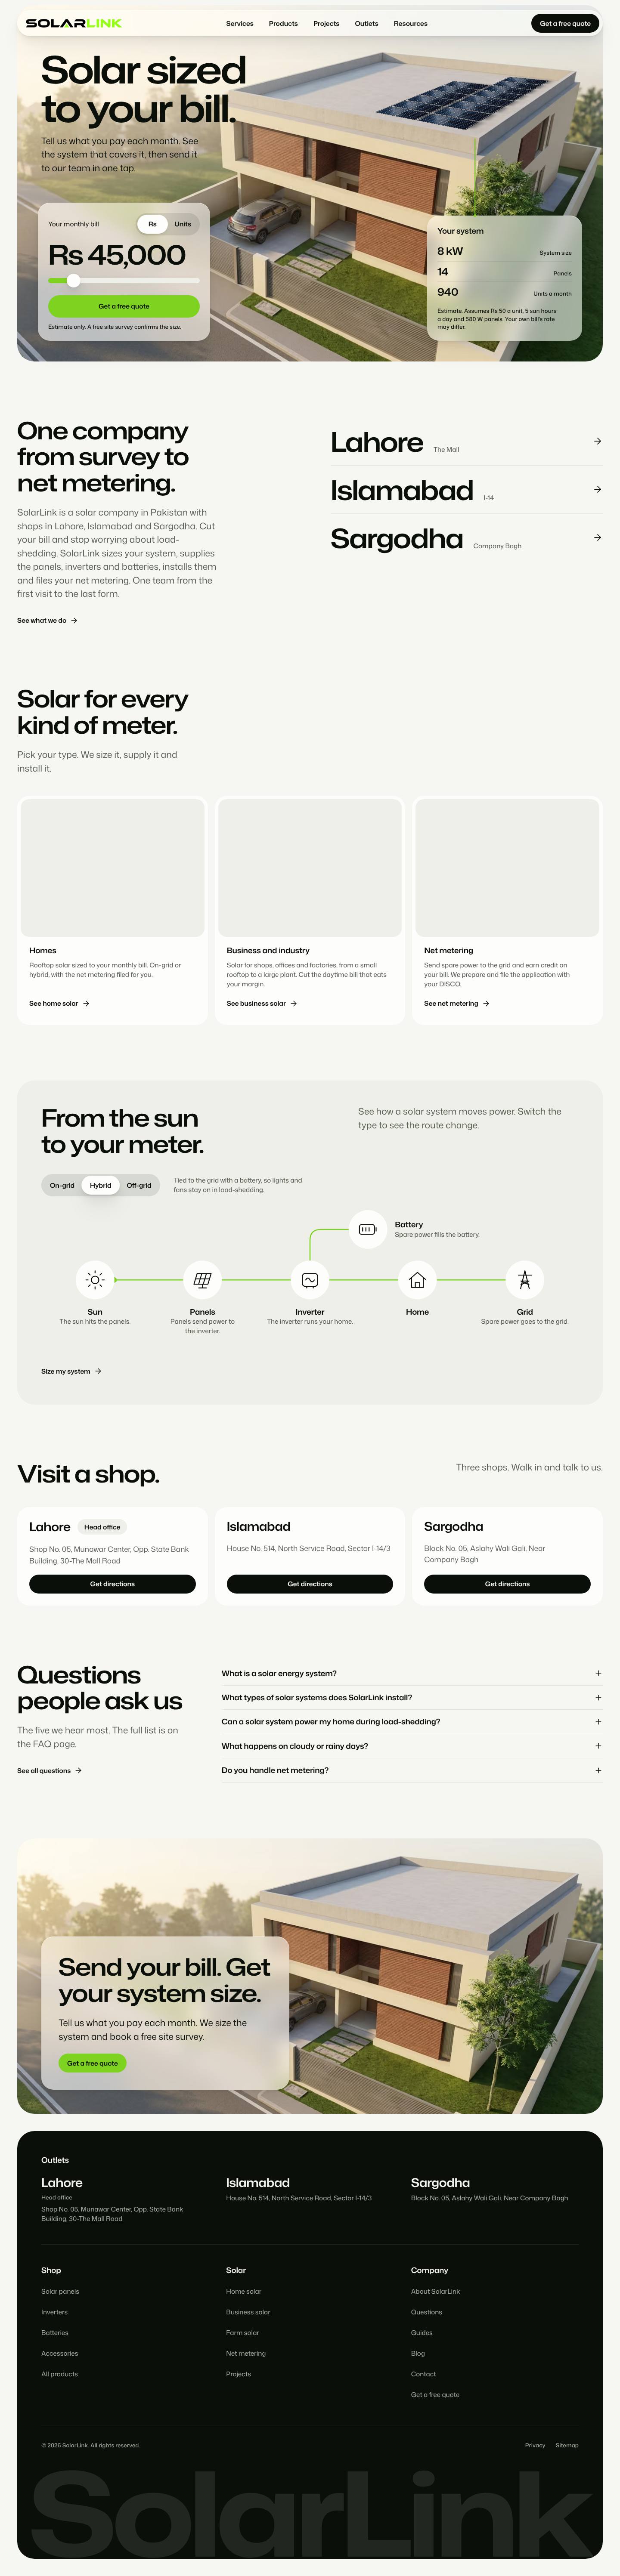 SOLARLINK
Services
Products
Projects
Outlets
Resources
Get a free quote
Solar sized
to your bill.
Tell us what you pay each month. See
the system that covers it, then send it
to our team in one tap.
Your monthly bill
Rs
Units
Rs 45,000
Get a free quote
Estimate only. A free site survey confirms the size.
Your system
8 kW
System size
14
Panels
940
Units a month
Estimate. Assumes Rs 50 a unit, 5 sun hours
a day and 580 W panels. Your own bill's rate
may differ.
One company
from survey to
net metering.
SolarLink is a solar company in Pakistan with
shops in Lahore, Islamabad and Sargodha. Cut
your bill and stop worrying about load-
shedding. SolarLink sizes your system, supplies
the panels, inverters and batteries, installs them
and files your net metering. One team from the
first visit to the last form.
See what we do
Lahore
The Mall
Islamabad
I-14
Sargodha
Company Bagh
Solar for every
kind of meter.
Pick your type. We size it, supply it and
install it.
Homes
Rooftop solar sized to your monthly bill. On-grid or
hybrid, with the net metering filed for you.
See home solar
Business and industry
Solar for shops, offices and factories, from a small
rooftop to a large plant. Cut the daytime bill that eats
your margin.
See business solar
Net metering
Send spare power to the grid and earn credit on
your bill. We prepare and file the application with
your DISCO.
See net metering
From the sun
to your meter.
See how a solar system moves power. Switch the
type to see the route change.
On-grid
Hybrid
Off-grid
Tied to the grid with a battery, so lights and
fans stay on in load-shedding.
Battery
Spare power fills the battery.
Sun
The sun hits the panels.
Panels
Panels send power to
the inverter.
Inverter
The inverter runs your home.
Home
Grid
Spare power goes to the grid.
Size my system
Visit a shop.
Three shops. Walk in and talk to us.
Lahore
Head office
Shop No. 05, Munawar Center, Opp. State Bank
Building, 30-The Mall Road
Get directions
Islamabad
House No. 514, North Service Road, Sector I-14/3
Get directions
Sargodha
Block No. 05, Aslahy Wali Gali, Near
Company Bagh
Get directions
Questions
people ask us
The five we hear most. The full list is on
the FAQ page.
See all questions
What is a solar energy system?
What types of solar systems does SolarLink install?
Can a solar system power my home during load-shedding?
What happens on cloudy or rainy days?
Do you handle net metering?
Send your bill. Get
your system size.
Tell us what you pay each month. We size the
system and book a free site survey.
Get a free quote
Outlets
Lahore
Head office
Shop No. 05, Munawar Center, Opp. State Bank
Building, 30-The Mall Road
Islamabad
House No. 514, North Service Road, Sector I-14/3
Sargodha
Block No. 05, Aslahy Wali Gali, Near Company Bagh
Shop
Solar panels
Inverters
Batteries
Accessories
All products
Solar
Home solar
Business solar
Farm solar
Net metering
Projects
Company
About SolarLink
Questions
Guides
Blog
Contact
Get a free quote
© 2026 SolarLink. All rights reserved.
Privacy
Sitemap
SolarLink